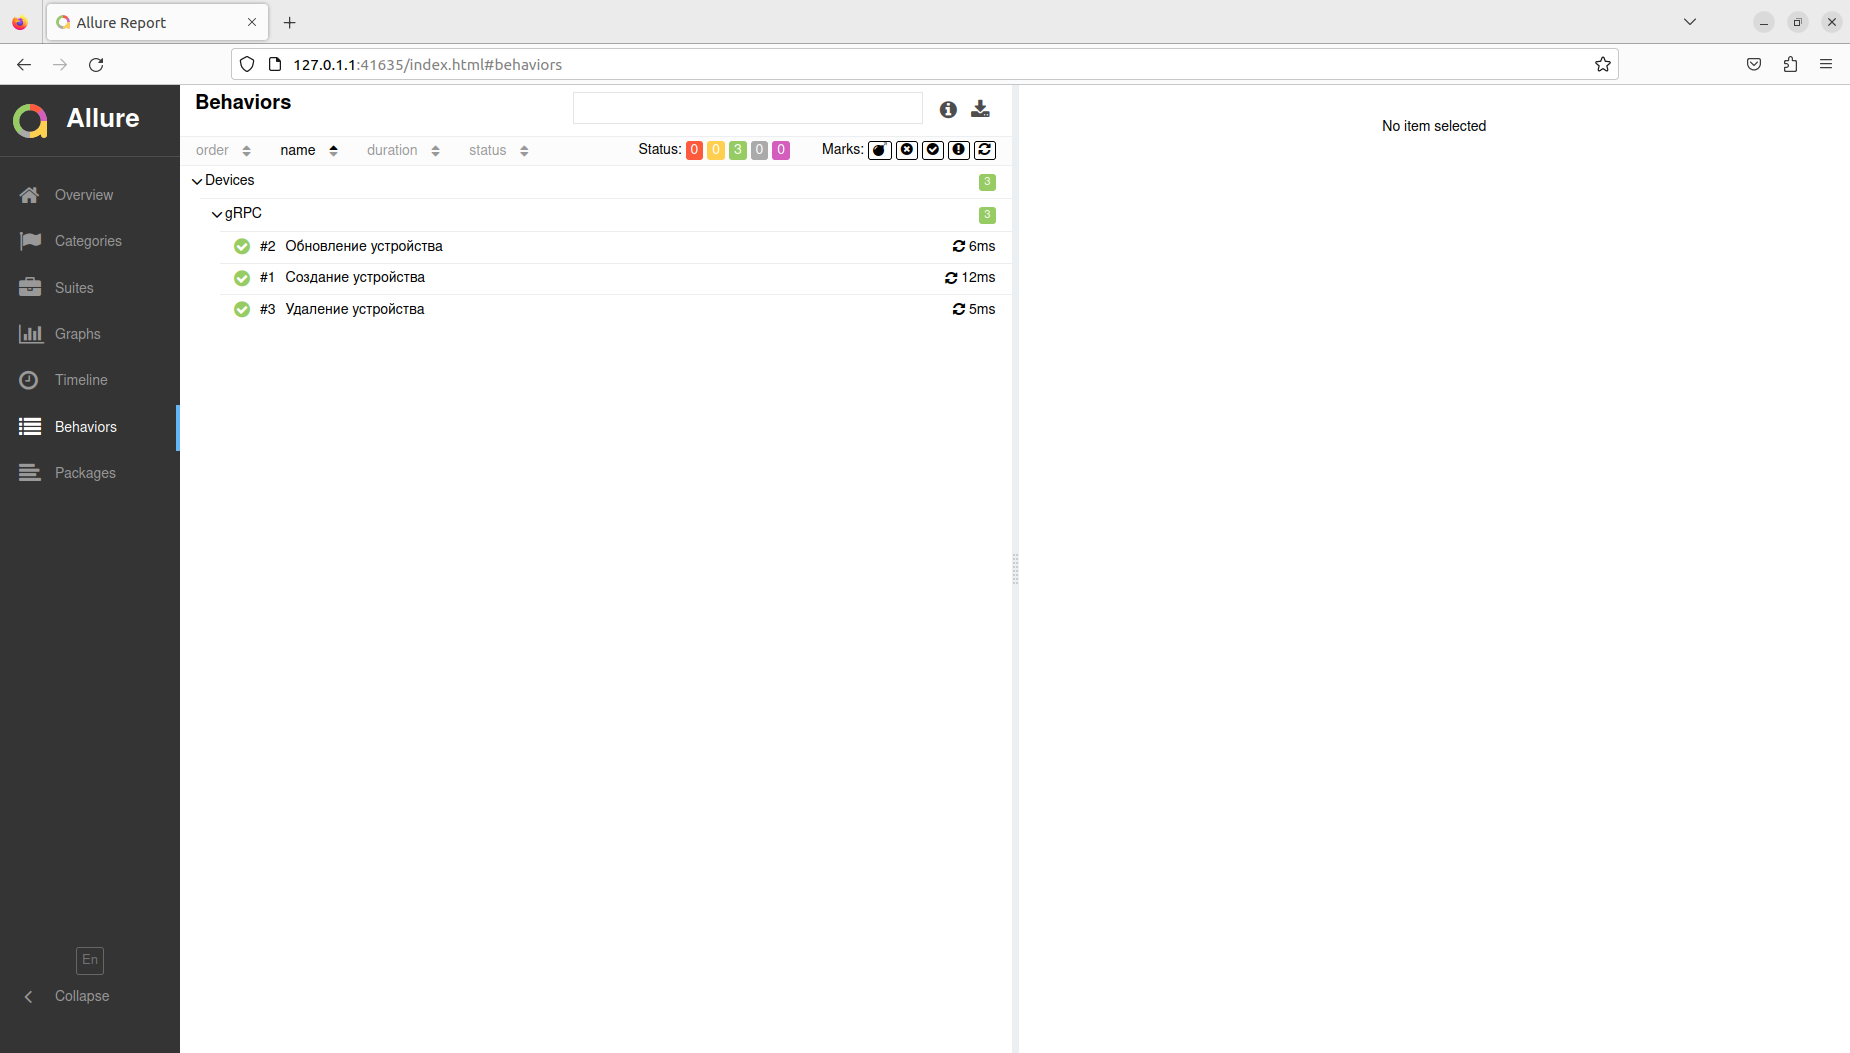 Allure Report
127.0.1.1:41635/index.html#behaviors
Allure
Overview
Categories
Suites
Graphs
Timeline
Behaviors
Packages
En
Collapse
Behaviors
order name duration status Status: 0 0 3 0 0 Marks:
Devices 3
gRPC 3
#2 Обновление устройства 6ms
#1 Создание устройства 12ms
#3 Удаление устройства 5ms
No item selected